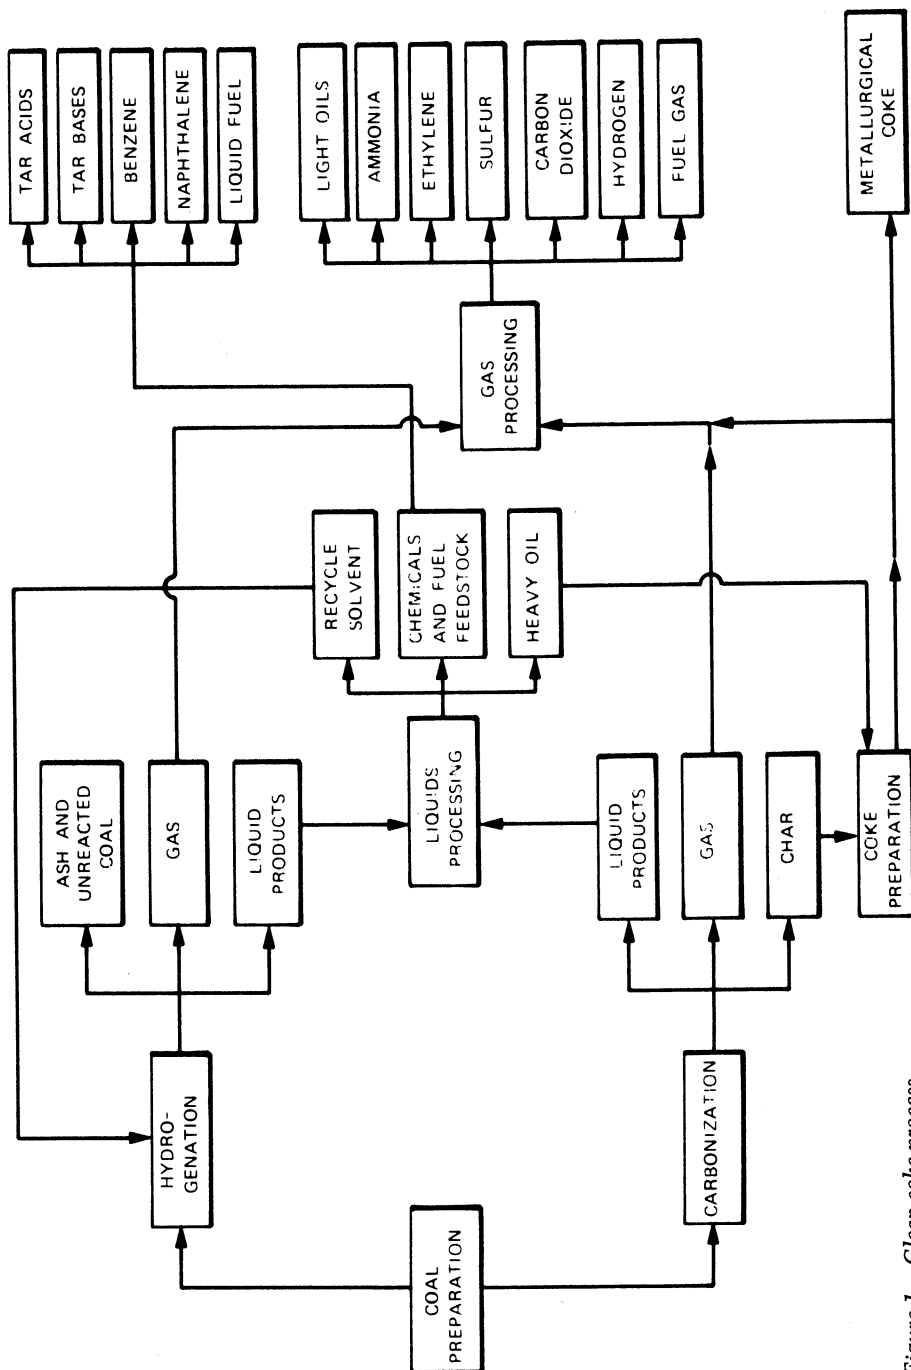 COAL
PREPARATION
HYDRO-
GENATION
CARBONIZATION
ASH AND
UNREACTED
COAL
GAS
LIQUID
PRODUCTS
LIQUIDS
PROCESSING
LIQUID
PRODUCTS
GAS
CHAR
COKE
PREPARATION
RECYCLE
SOLVENT
CHEMICALS
AND FUEL
FEEDSTOCK
HEAVY OIL
GAS
PROCESSING
TAR ACIDS
TAR BASES
BENZENE
NAPHTHALENE
LIQUID FUEL
LIGHT OILS
AMMONIA
ETHYLENE
SULFUR
CARBON
DIOXIDE
HYDROGEN
FUEL GAS
METALLURGICAL
COKE
Figure 1. Clean coke process